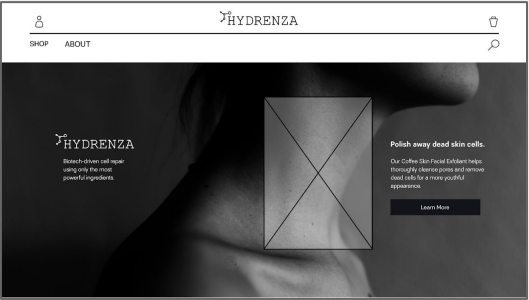 HYDRENZA
SHOP ABOUT
HYDRENZA
Biotech-driven cell repair
using only the most
powerful ingredients.
Polish away dead skin cells.
Our Coffee Skin Facial Exfoliant helps
thoroughly cleanse pores and remove
dead cells for a more youthful
appearance.
Learn More